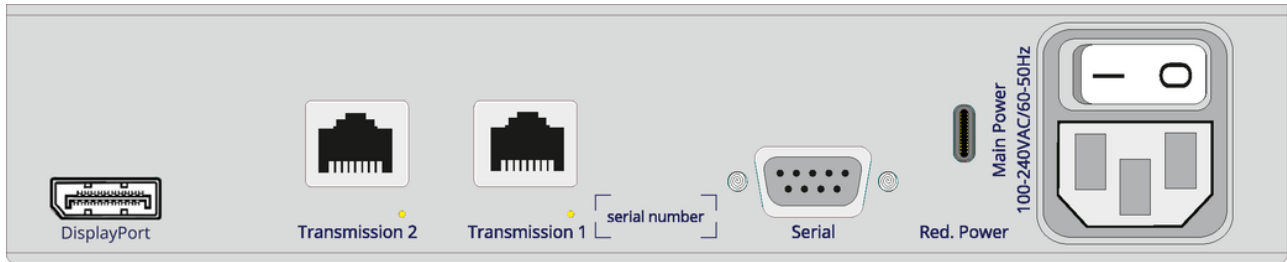 DisplayPort
Transmission 2
Transmission 1
serial number
Serial
Red. Power
Main Power
100-240VAC/60-50Hz